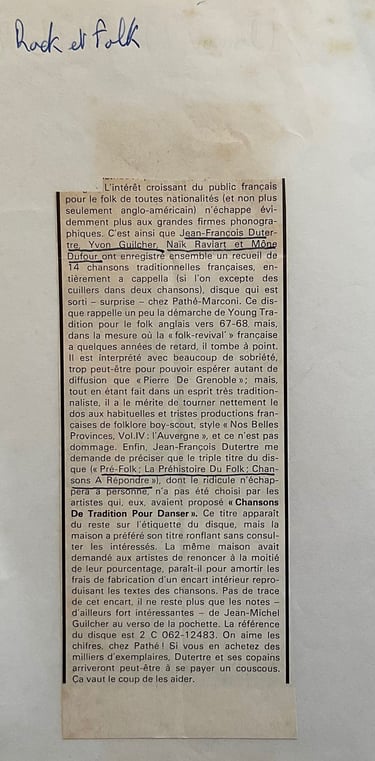 Rock et Folk
L'intérêt croissant du public français
pour le folk de toutes nationalités (et non plus
seulement anglo-américain) n'échappe évi-
demment plus aux grandes firmes phonogra-
phiques. C'est ainsi que Jean-François Duter-
tre, Yvon Guilcher, Naïk Raviart et Mône
Dufour ont enregistré ensemble un recueil de
14 chansons traditionnelles françaises, en-
tièrement a cappella (si l'on excepte des
cuillers dans deux chansons), disque qui est
sorti – surprise – chez Pathé-Marconi. Ce dis-
que rappelle un peu la démarche de Young Tra-
dition pour le folk anglais vers 67-68, mais,
dans la mesure où la « folk-revival » française
a quelques années de retard, il tombe à point.
Il est interprété avec beaucoup de sobriété,
trop peut-être pour pouvoir espérer autant de
diffusion que « Pierre De Grenoble » ; mais,
tout en étant fait dans un esprit très tradition-
naliste, il a le mérite de tourner nettement le
dos aux habituelles et tristes productions fran-
çaises de folklore boy-scout, style « Nos Belles
Provinces, Vol.IV : l'Auvergne », et ce n'est pas
dommage. Enfin, Jean-François Dutertre me
demande de préciser que le triple titre du dis-
que (« Pré-Folk ; La Préhistoire Du Folk ; Chan-
sons A Répondre »), dont le ridicule n'échap-
pera à personne, n'a pas été choisi par les
artistes qui, eux, avaient proposé « Chansons
De Tradition Pour Danser ». Ce titre apparaît
du reste sur l'étiquette du disque, mais la
maison a préféré son titre ronflant sans consul-
ter les intéressés. La même maison avait
demandé aux artistes de renoncer à la moitié
de leur pourcentage, paraît-il pour amortir les
frais de fabrication d'un encart intérieur repro-
duisant les textes des chansons. Pas de trace
de cet encart, il ne reste plus que les notes –
d'ailleurs fort intéressantes – de Jean-Michel
Guilcher au verso de la pochette. La référence
du disque est 2 C 062-12483. On aime les
chifres, chez Pathé ! Si vous en achetez des
milliers d'exemplaires, Dutertre et ses copains
arriveront peut-être à se payer un couscous.
Ça vaut le coup de les aider.